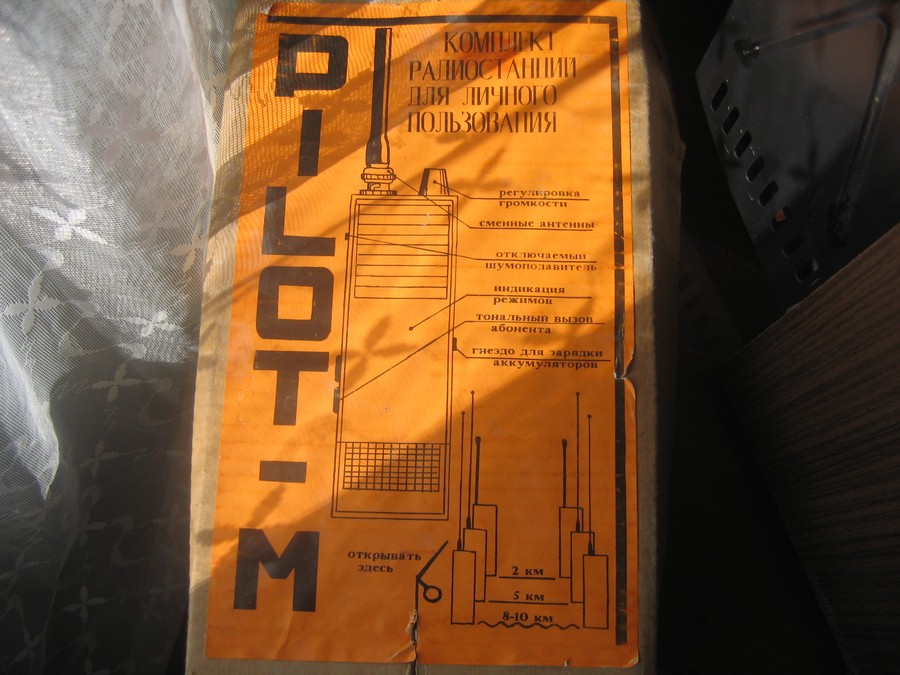 PILOT-M
КОМПЛЕКТ
РАДИОСТАНЦИЙ
ДЛЯ ЛИЧНОГО
ПОЛЬЗОВАНИЯ
регулировка
громкости
сменные антенны
отключаемый
шумоподавитель
индикация
режимов
тональный вызов
абонента
гнездо для зарядки
аккумуляторов
открывать
здесь
2 км
5 км
8-10 км